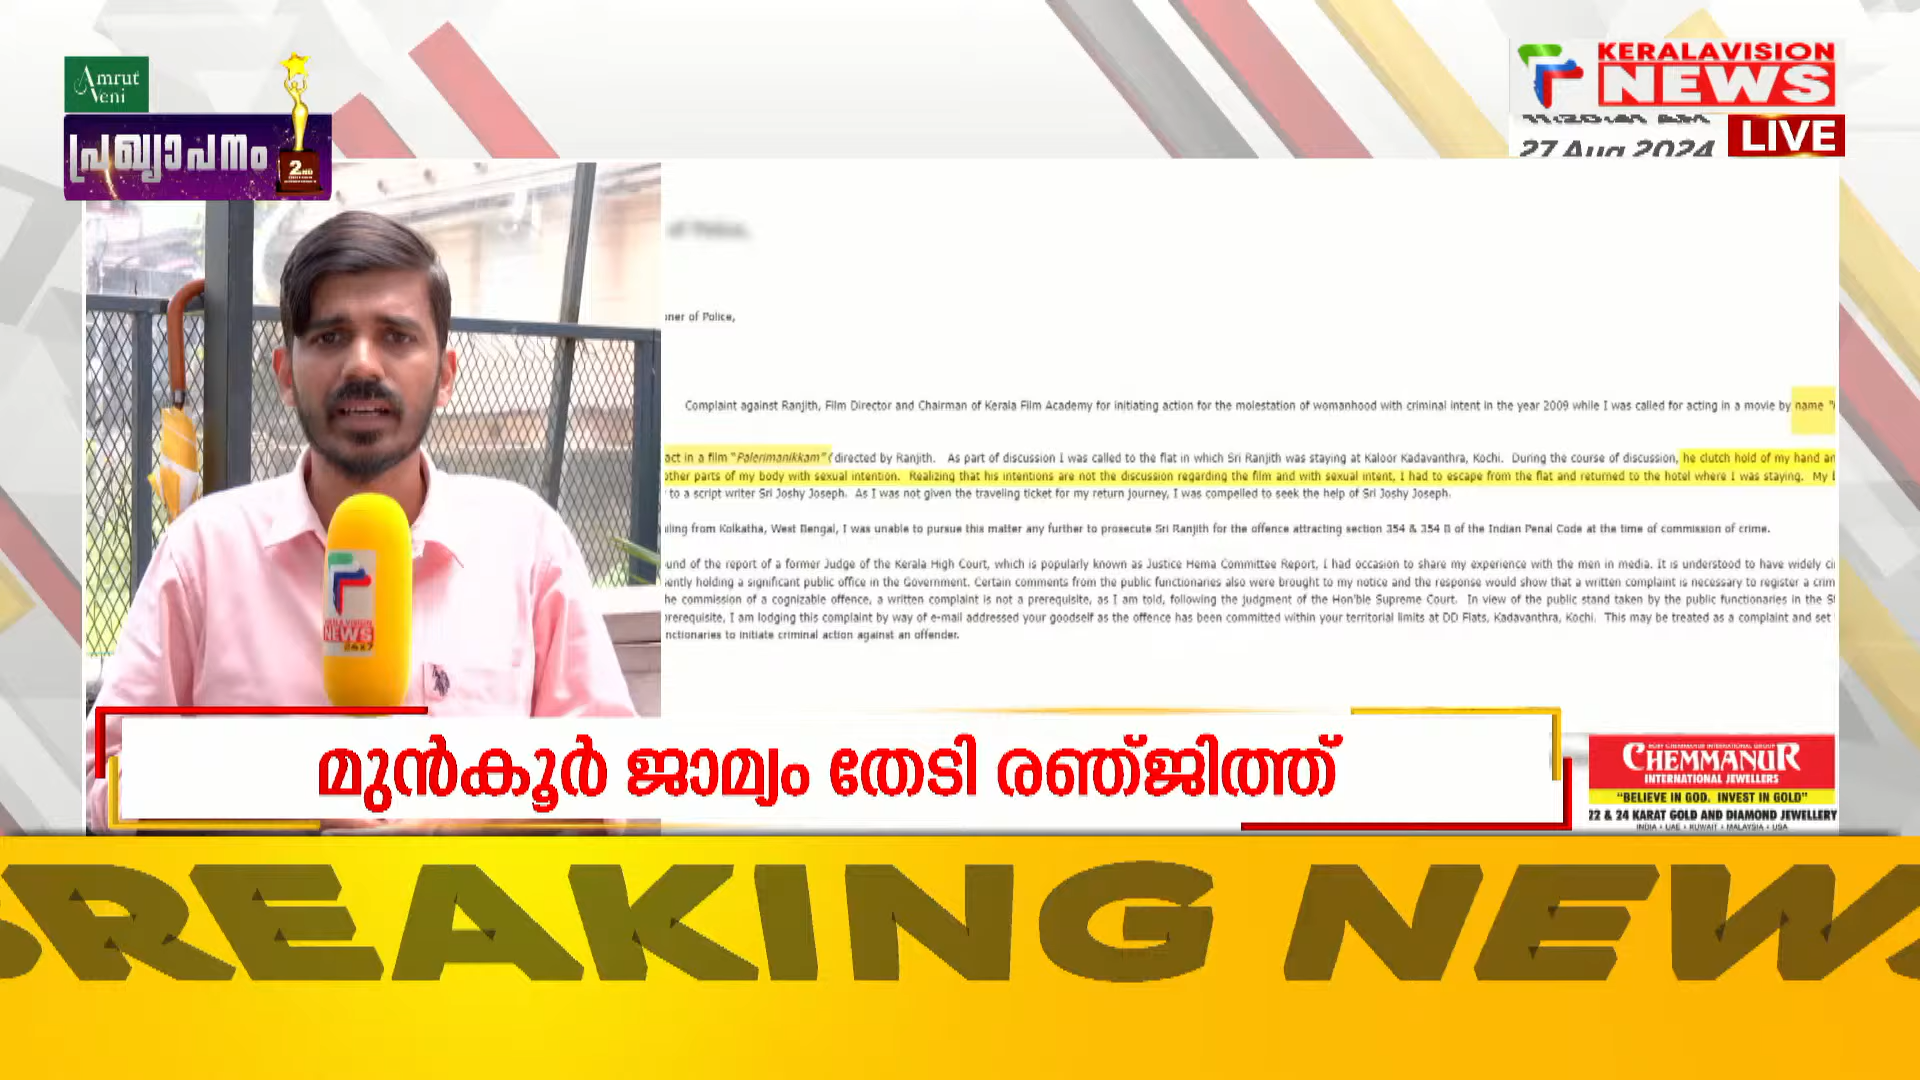 Amrut
Veni
പ്രഖ്യാപനം
2ND
KERALAVISION
NEWS
27 Aug 2024
LIVE
of Police,
oner of Police,
Complaint against Ranjith, Film Director and Chairman of Kerala Film Academy for initiating action for the molestation of womanhood with criminal intent in the year 2009 while I was called for acting in a movie by name
act in a film "Palerimanikkam" directed by Ranjith. As part of discussion I was called to the flat in which Sri Ranjith was staying at Kaloor Kadavanthra, Kochi. During the course of discussion, he clutch hold of my hand
other parts of my body with sexual intention. Realizing that his intentions are not the discussion regarding the film and with sexual intent, I had to escape from the flat and returned to the hotel where I was staying. My
to a script writer Sri Joshy Joseph. As I was not given the traveling ticket for my return journey, I was compelled to seek the help of Sri Joshy Joseph.
iling from Kolkatha, West Bengal, I was unable to pursue this matter any further to prosecute Sri Ranjith for the offence attracting section 354 & 354 B of the Indian Penal Code at the time of commission of crime.
und of the report of a former Judge of the Kerala High Court, which is popularly known as Justice Hema Committee Report, I had occasion to share my experience with the men in media. It is understood to have widely
ently holding a significant public office in the Government. Certain comments from the public functionaries also were brought to my notice and the response would show that a written complaint is necessary to register a crim
he commission of a cognizable offence, a written complaint is not a prerequisite, as I am told, following the judgment of the Hon'ble Supreme Court. In view of the public stand taken by the public functionaries in the
prerequisite, I am lodging this complaint by way of e-mail addressed your goodself as the offence has been committed within your territorial limits at DD Flats, Kadavanthra, Kochi. This may be treated as a complaint and set
nctionaries to initiate criminal action against an offender.
KERALAVISION
NEWS
24x7
മുൻകൂർ ജാമ്യം തേടി രഞ്ജിത്ത്
BOBY CHEMMANUR INTERNATIONAL GROUP
CHEMMANUR
INTERNATIONAL JEWELLERS
"BELIEVE IN GOD. INVEST IN GOLD"
22 & 24 KARAT GOLD AND DIAMOND JEWELLERY
INDIA • UAE • KUWAIT • MALAYSIA • USA
BREAKING NEWS